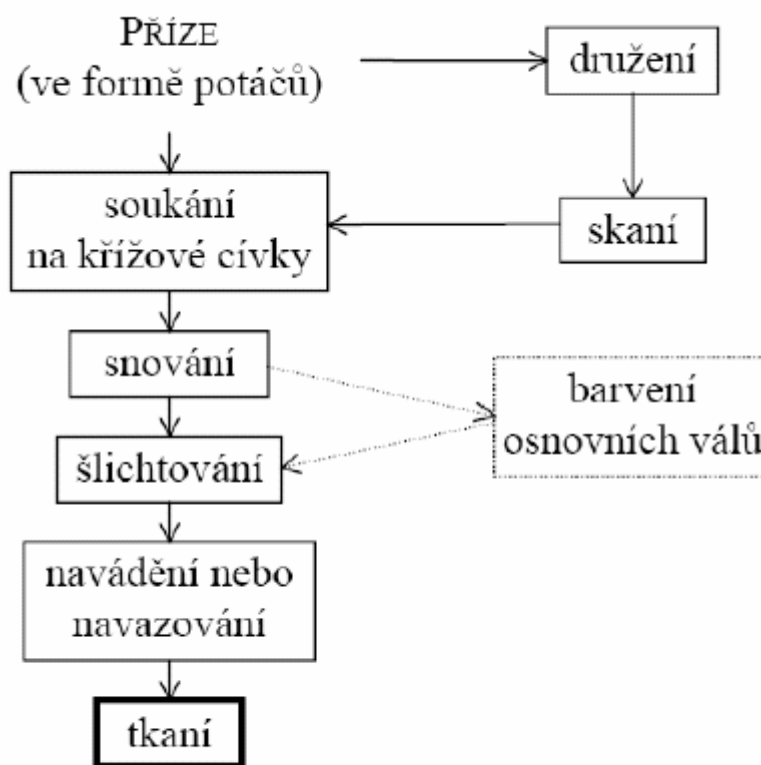 PŘÍZE
(ve formě potáčů)
družení
soukání
na křížové cívky
skaní
snování
barvení
osnovních válů
šlichtování
navádění nebo
navazování
tkaní